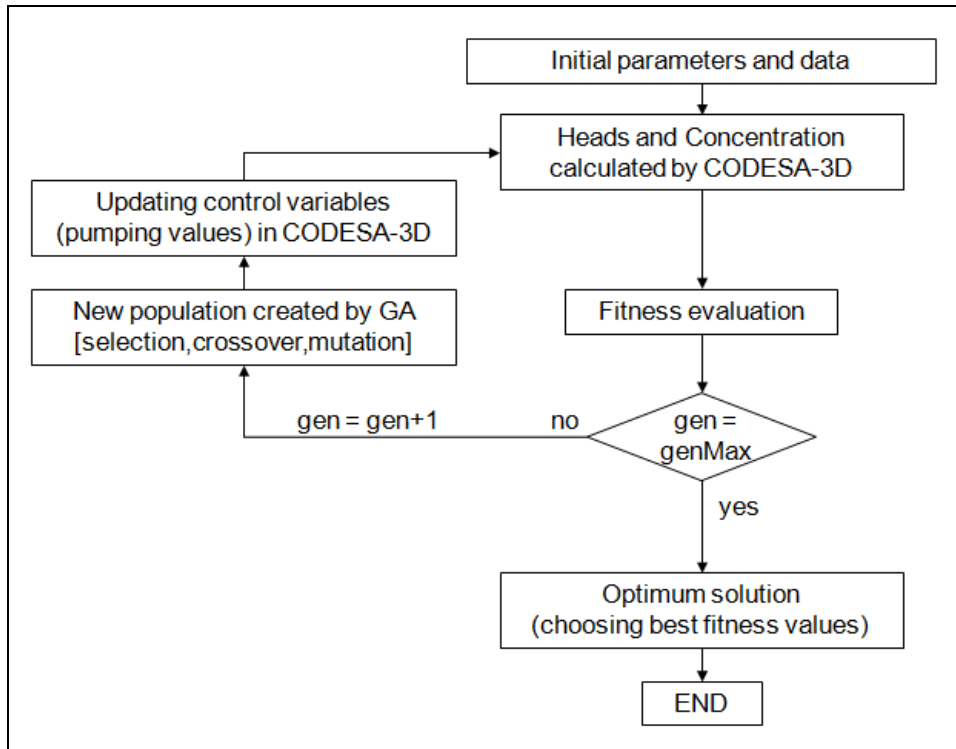 Initial parameters and data
Heads and Concentration
calculated by CODESA-3D
Updating control variables
(pumping values) in CODESA-3D
New population created by GA
[selection,crossover,mutation]
Fitness evaluation
gen = gen+1
no
gen =
genMax
yes
Optimum solution
(choosing best fitness values)
END